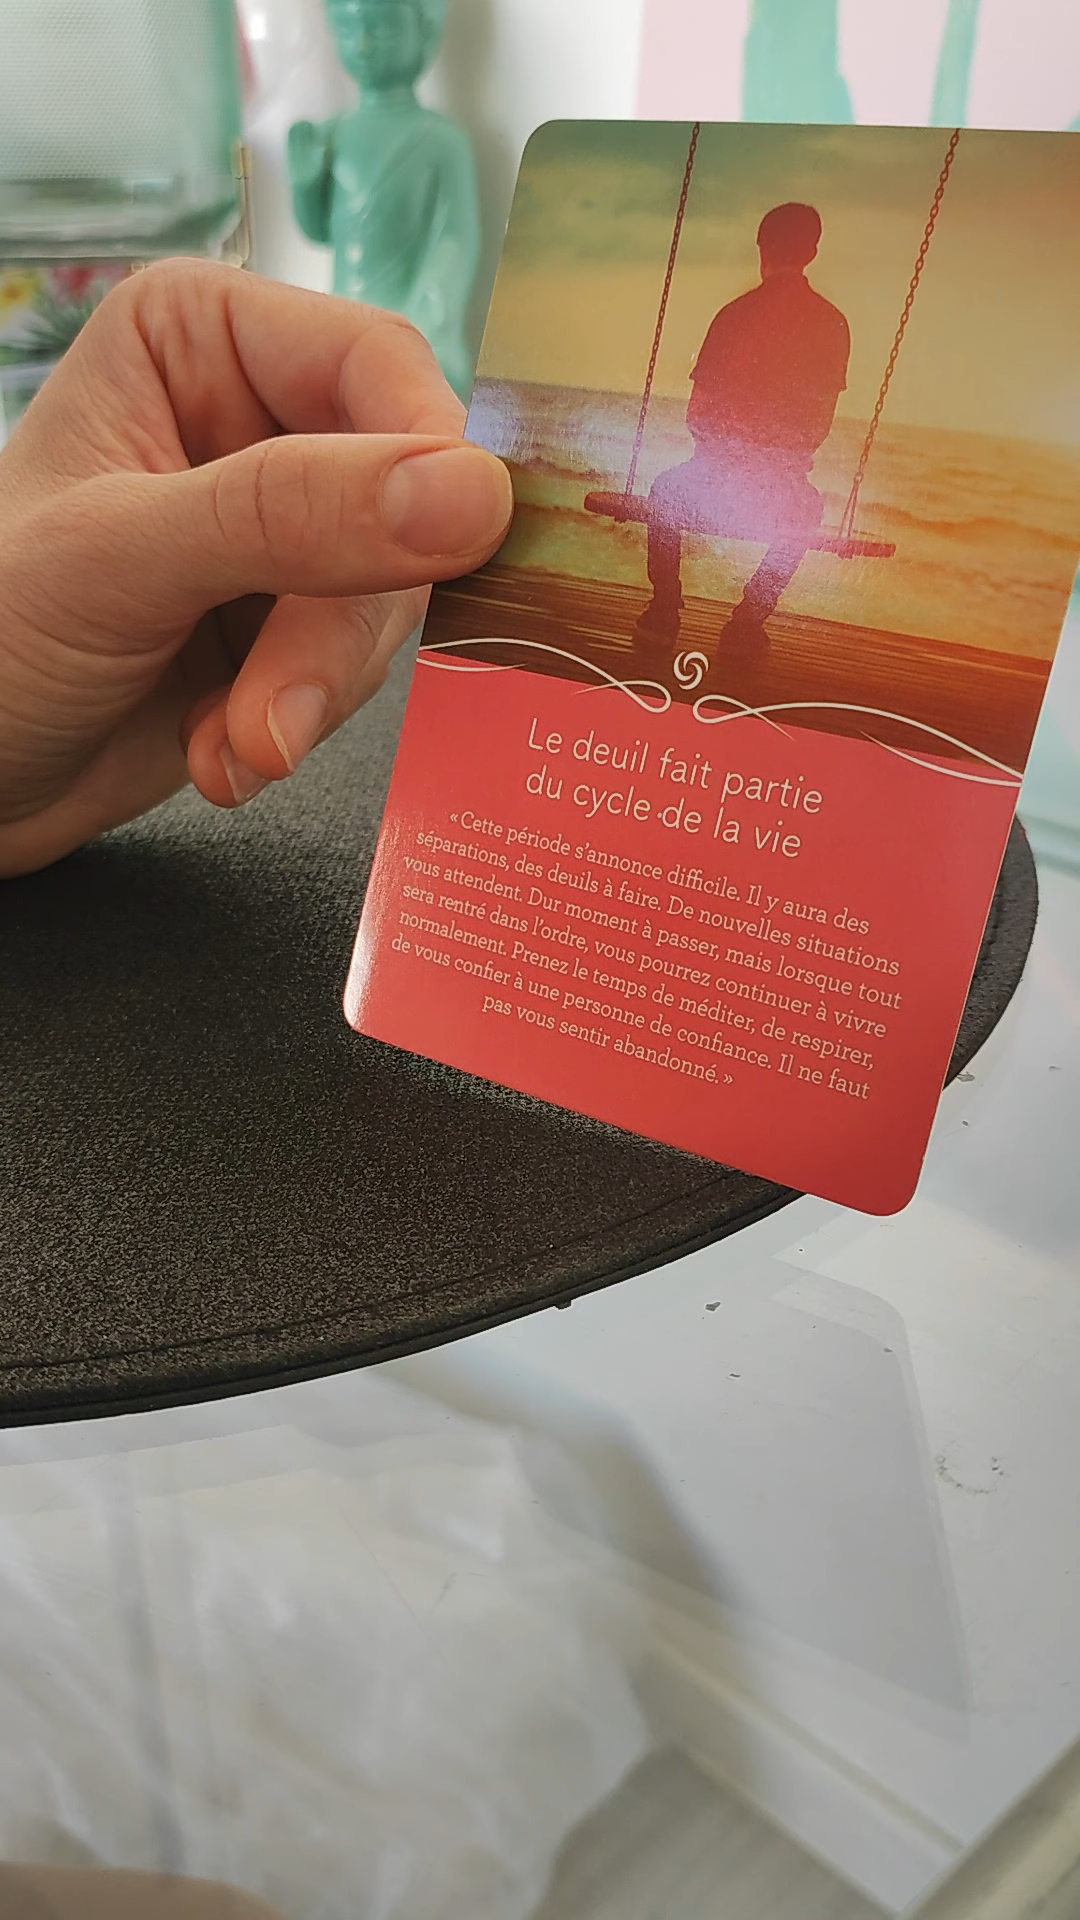 Le deuil fait partie
du cycle de la vie
« Cette période s'annonce difficile. Il y aura des
séparations, des deuils à faire. De nouvelles situations
vous attendent. Dur moment à passer, mais lorsque tout
sera rentré dans l'ordre, vous pourrez continuer à vivre
normalement. Prenez le temps de méditer, de respirer,
de vous confier à une personne de confiance. Il ne faut
pas vous sentir abandonné. »